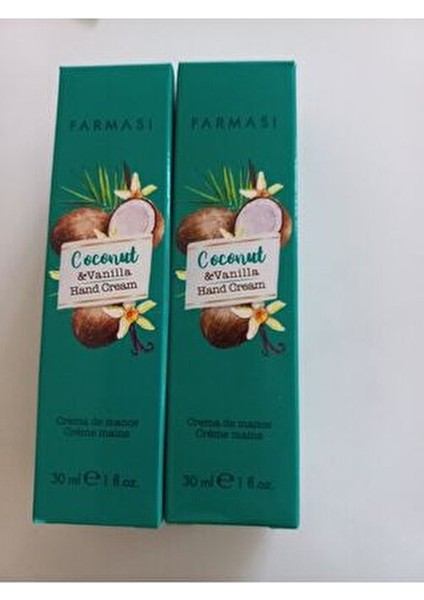 FARMASI
Coconut
&Vanilla
Hand Cream
Crema de manos
Crème mains
30 ml e 1 fl.oz.
FARMASI
Coconut
&Vanilla
Hand Cream
Crema de manos
Crème mains
30 ml e 1 fl.oz.